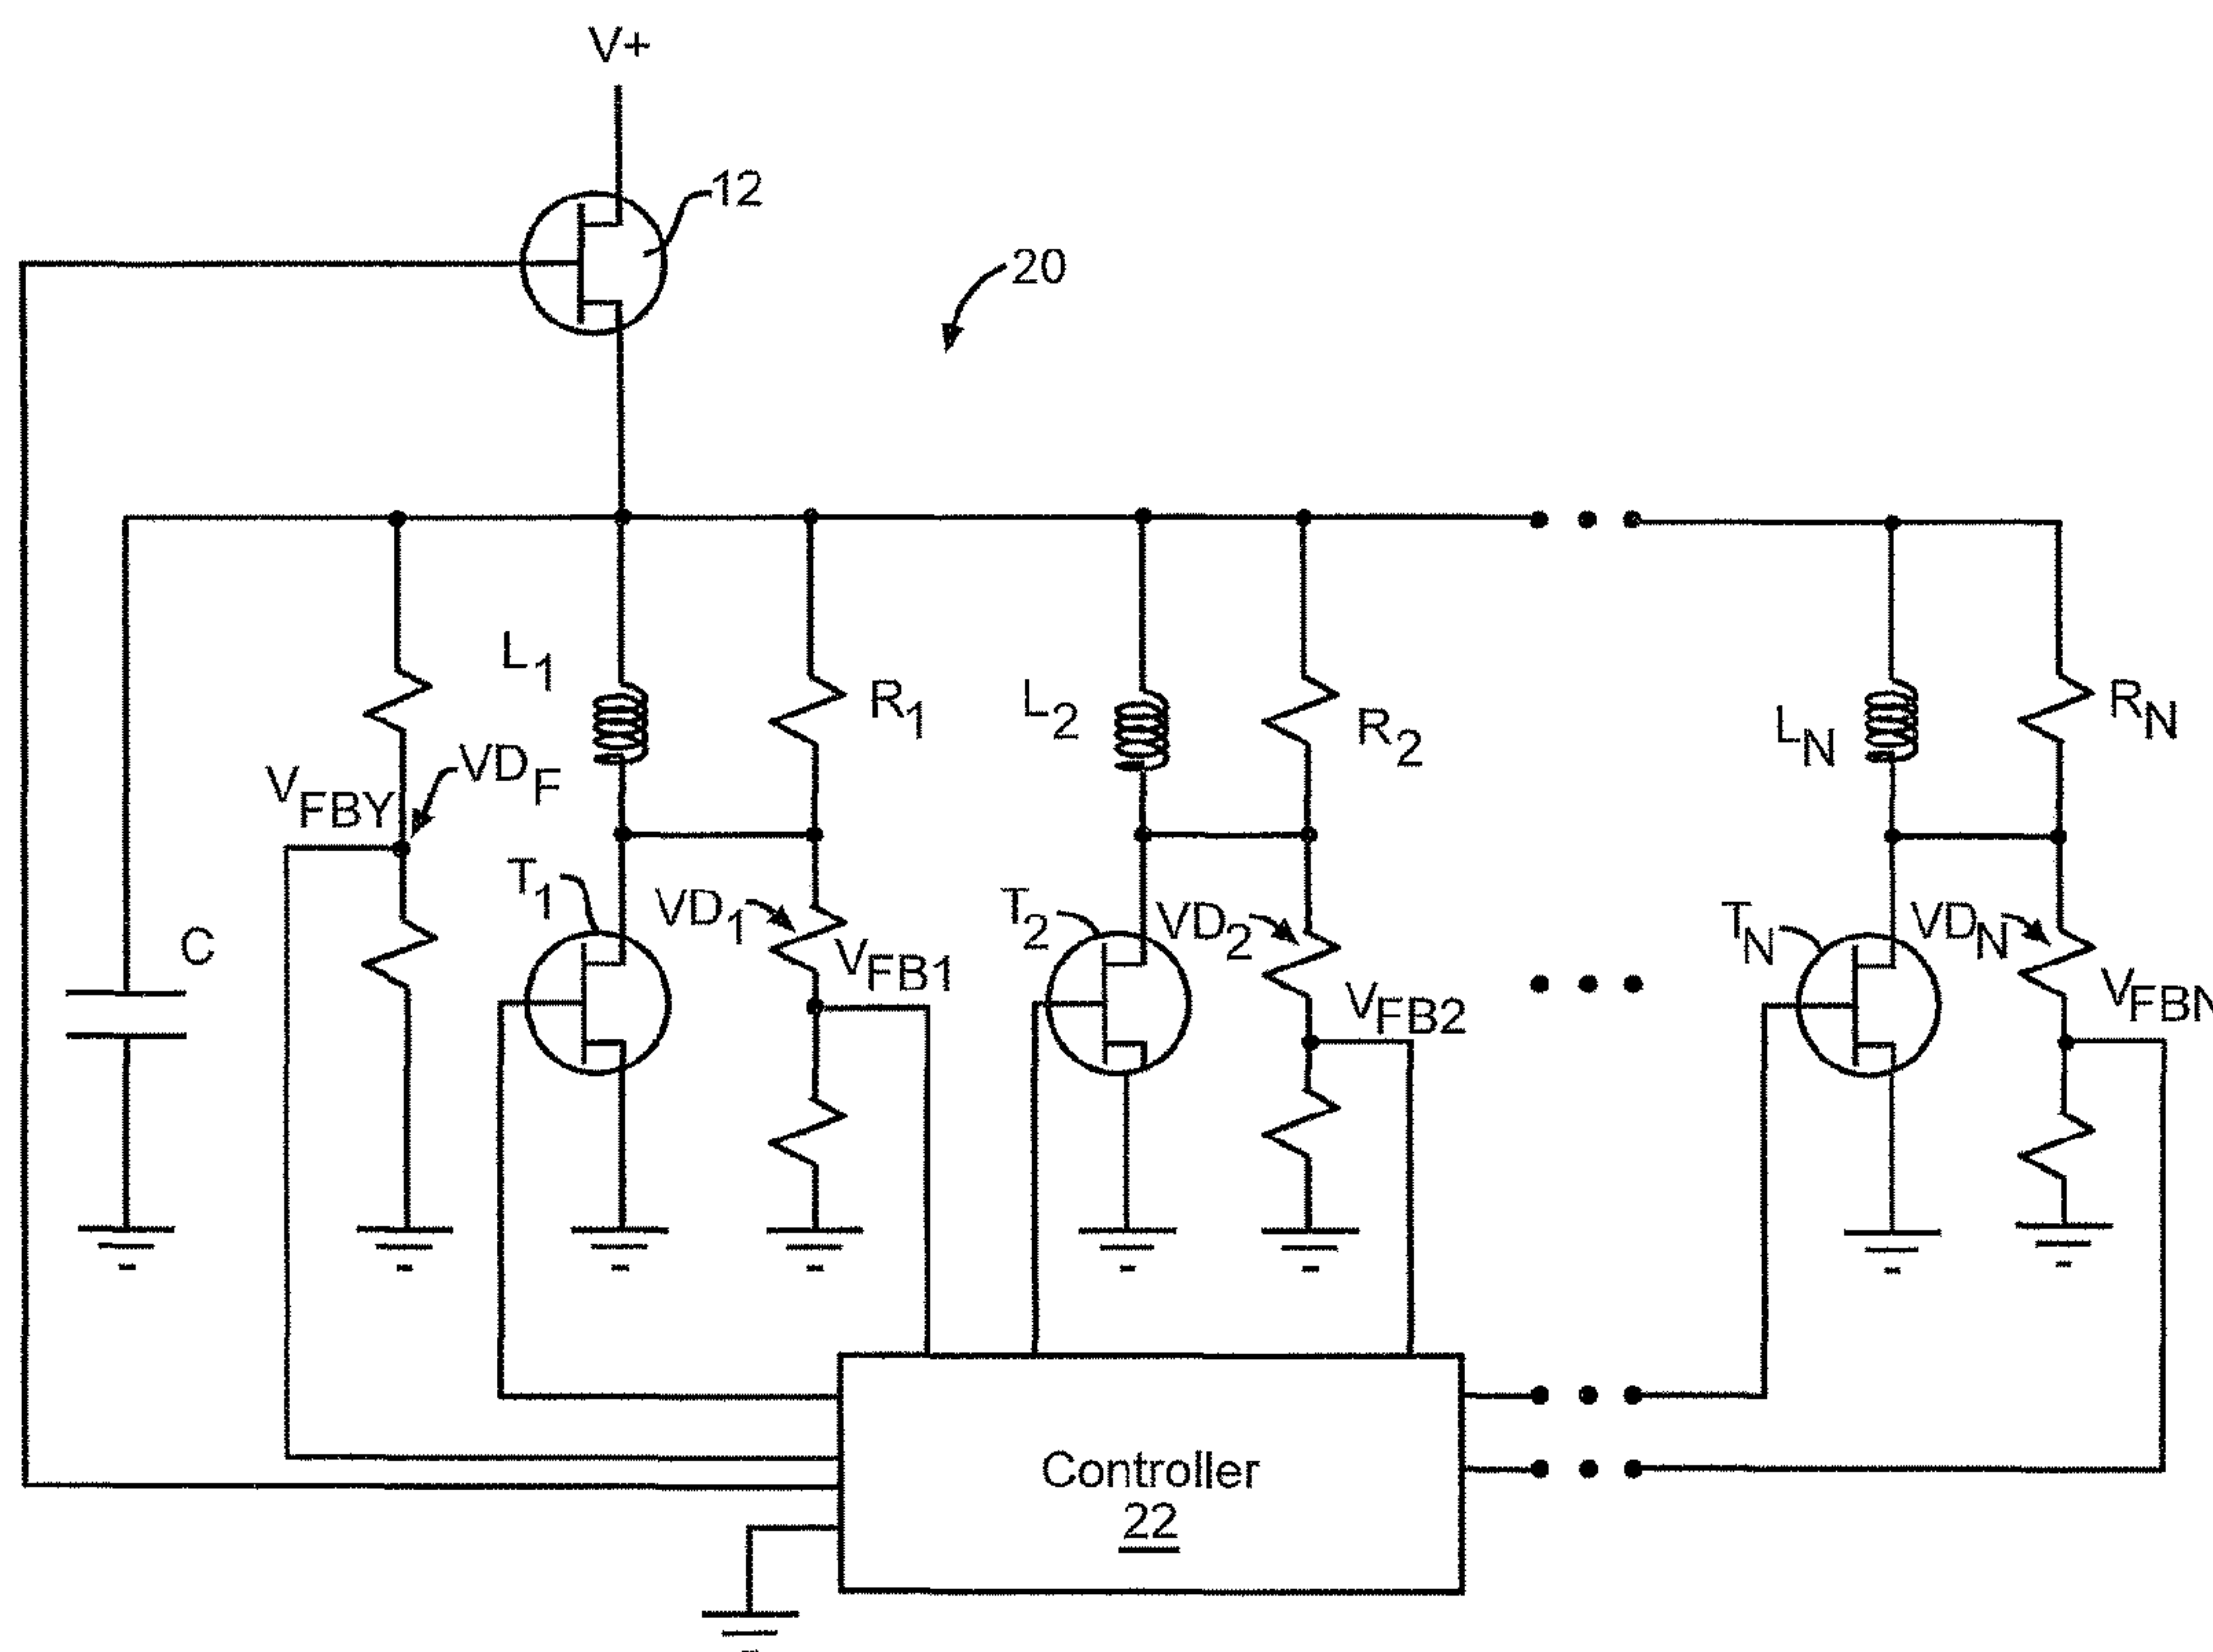 V+
12
20
L1
R1
L2
R2
LN
RN
VFBY
VDF
C
T1
VD1
VFB1
T2
VD2
VFB2
TN
VDN
VFBN
Controller
22